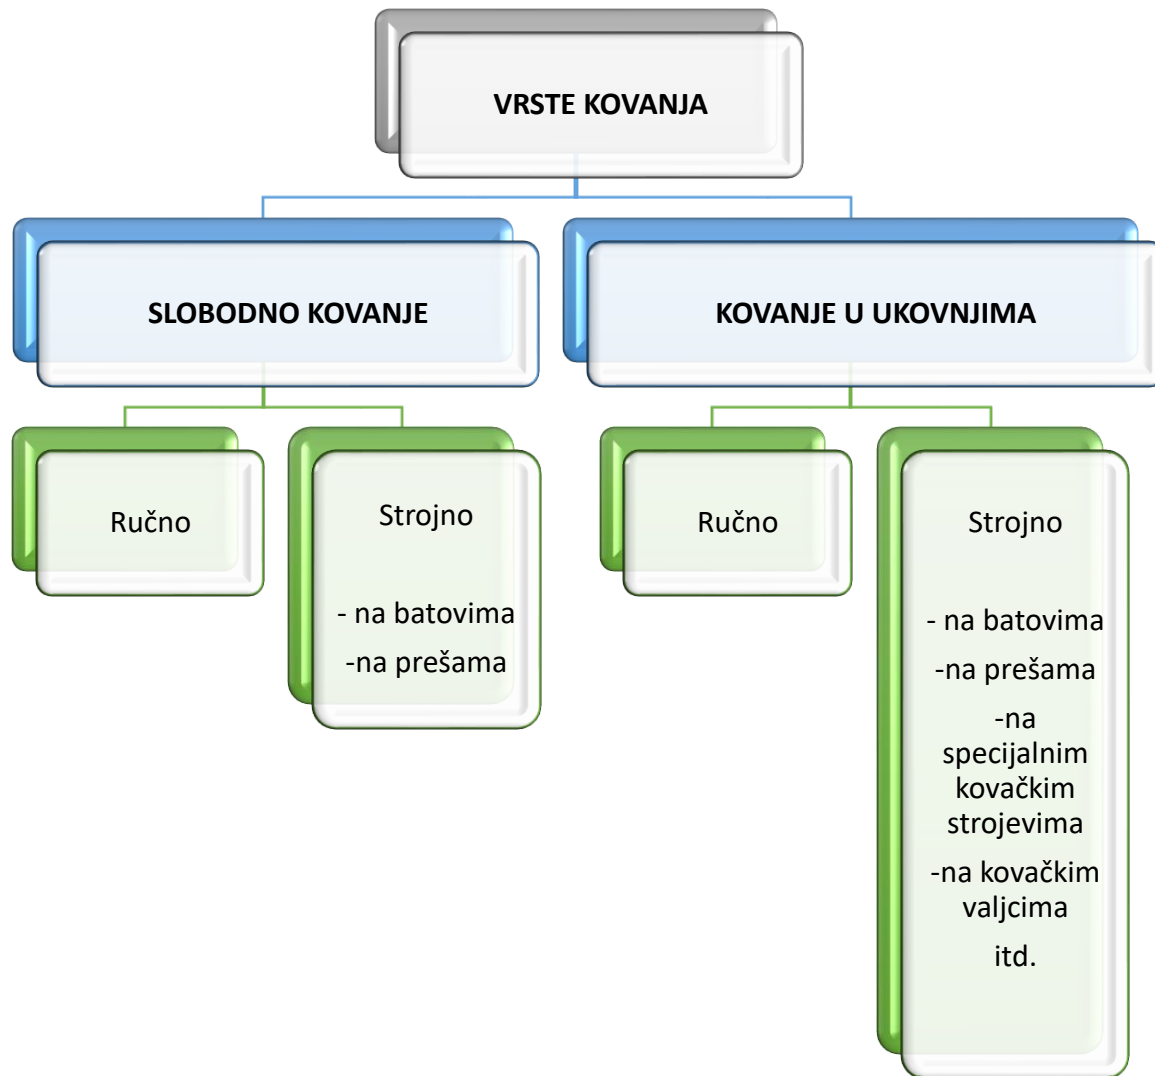 VRSTE KOVANJA
SLOBODNO KOVANJE
KOVANJE U UKOVNJIMA
Ručno
Strojno
- na batovima
-na prešama
Ručno
Strojno
- na batovima
-na prešama
-na
specijalnim
kovačkim
strojevima
-na kovačkim
valjcima
itd.